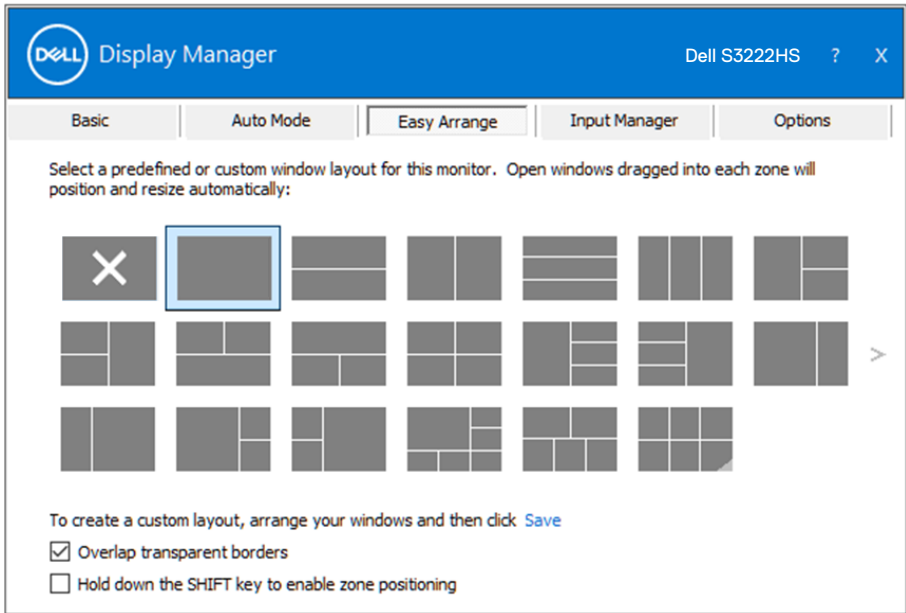 DELL Display Manager Dell S3222HS ? X
Basic Auto Mode Easy Arrange Input Manager Options
Select a predefined or custom window layout for this monitor. Open windows dragged into each zone will
position and resize automatically:
>
To create a custom layout, arrange your windows and then click Save
Overlap transparent borders
Hold down the SHIFT key to enable zone positioning